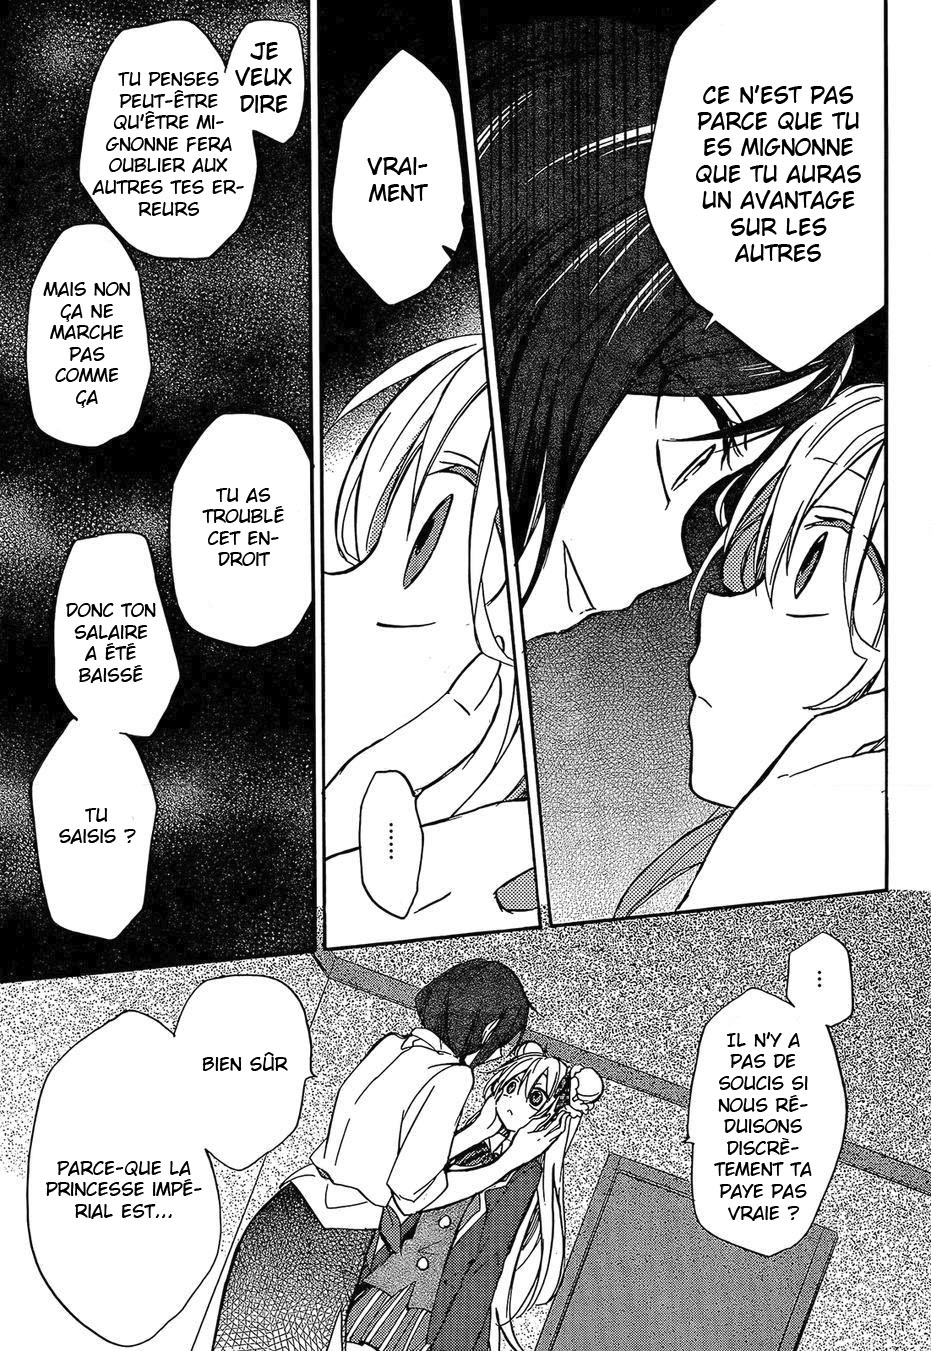 CE N'EST PAS
PARCE QUE TU
ES MIGNONNE
QUE TU AURAS
UN AVANTAGE
SUR LES
AUTRES
VRAI-
MENT
........
JE
VEUX
DIRE
TU PENSES
PEUT-ÊTRE
QU'ÊTRE MI-
GNONNE FERA
OUBLIER AUX
AUTRES TES ER-
REURS
MAIS NON
ÇA NE
MARCHE
PAS
COMME
ÇA
TU AS
TROUBLÉ
CET EN-
DROIT
DONC TON
SALAIRE
A ÉTÉ
BAISSÉ
TU
SAISIS ?
...
IL N'Y A
PAS DE
SOUCIS SI
NOUS RÉ-
DUISONS
DISCRÈ-
TEMENT TA
PAYE PAS
VRAIE ?
BIEN SÛR
PARCE-QUE LA
PRINCESSE IMPÉ-
RIAL EST...